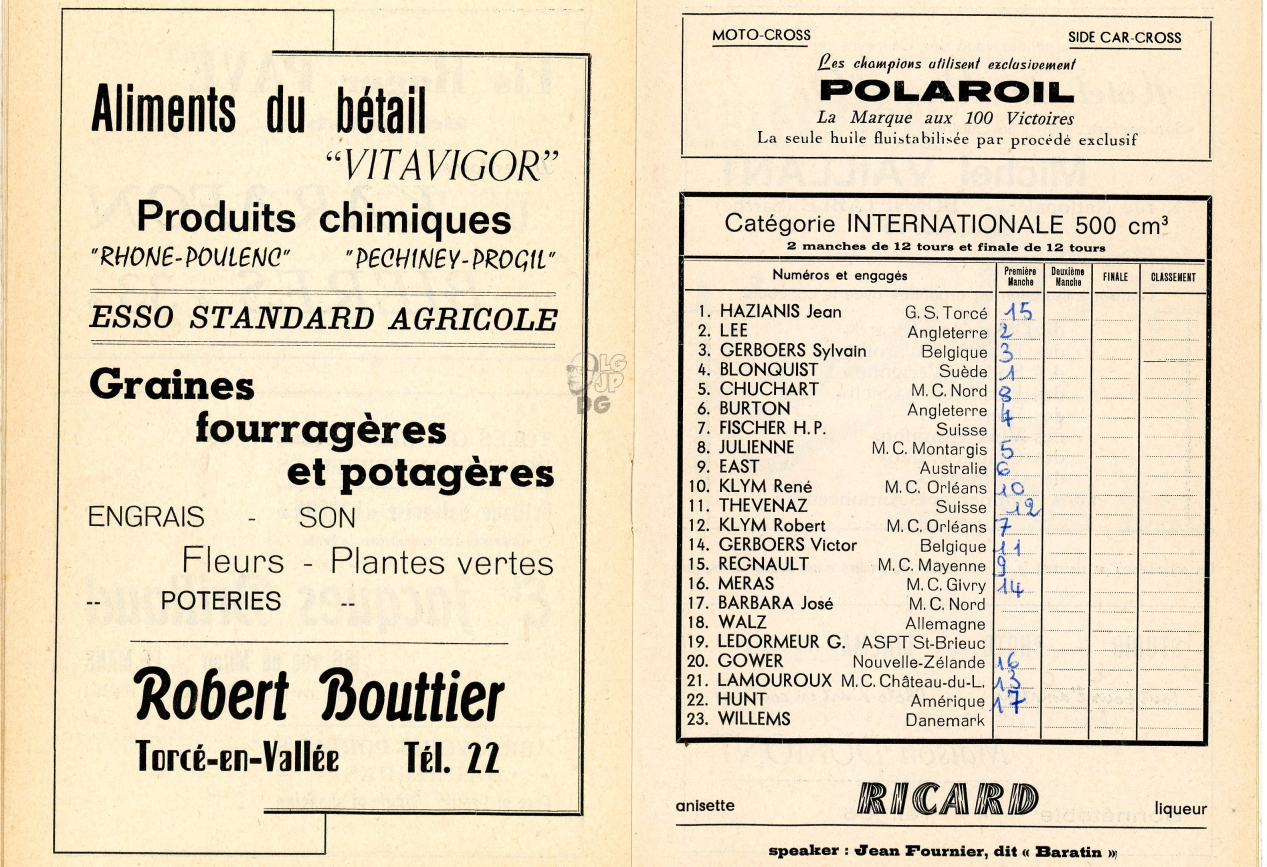 Aliments du bétail
"VITAVIGOR"
Produits chimiques
"RHONE-POULENC" "PECHINEY-PROGIL"
ESSO STANDARD AGRICOLE
Graines
fourragères
et potagères
ENGRAIS - SON
Fleurs - Plantes vertes
-- POTERIES --
Robert Bouttier
Torcé-en-Vallée Tél. 22
LG
JP
DG
MOTO-CROSS SIDE CAR-CROSS
Les champions utilisent exclusivement
POLAROIL
La Marque aux 100 Victoires
La seule huile fluistabilisée par procédé exclusif
Catégorie INTERNATIONALE 500 cm³
2 manches de 12 tours et finale de 12 tours
Numéros et engagés Première Manche Deuxième Manche FINALE CLASSEMENT
1. HAZIANIS Jean G. S. Torcé 15
2. LEE Angleterre 2
3. GERBOERS Sylvain Belgique 3
4. BLONQUIST Suède 1
5. CHUCHART M. C. Nord 8
6. BURTON Angleterre 4
7. FISCHER H. P. Suisse
8. JULIENNE M. C. Montargis 5
9. EAST Australie 6
10. KLYM René M. C. Orléans 10
11. THEVENAZ Suisse 12
12. KLYM Robert M. C. Orléans 7
14. GERBOERS Victor Belgique 11
15. REGNAULT M. C. Mayenne 9
16. MERAS M. C. Givry 14
17. BARBARA José M. C. Nord
18. WALZ Allemagne
19. LEDORMEUR G. ASPT St-Brieuc
20. GOWER Nouvelle-Zélande 16
21. LAMOUROUX M. C. Château-du-L. 13
22. HUNT Amérique 17
23. WILLEMS Danemark
anisette RICARD liqueur
speaker : Jean Fournier, dit « Baratin »